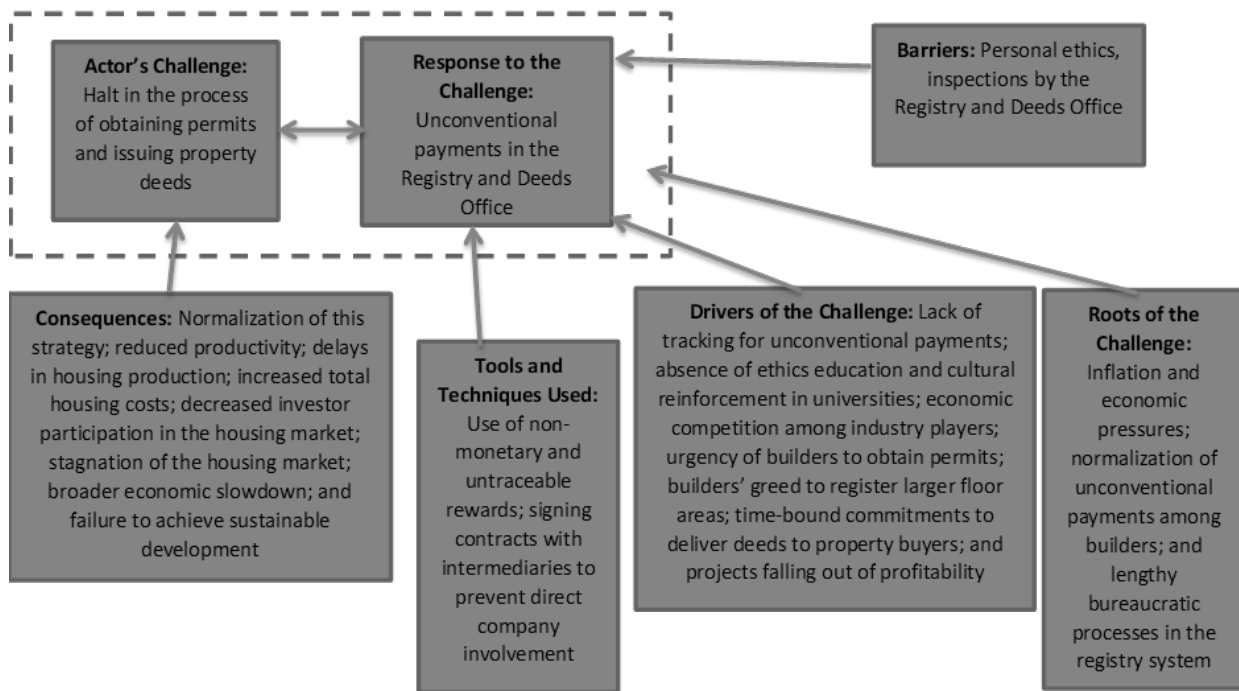 Actor’s Challenge:
Halt in the process
of obtaining permits
and issuing property
deeds
Response to the
Challenge:
Unconventional
payments in the
Registry and Deeds
Office
Barriers: Personal ethics,
inspections by the
Registry and Deeds Office
Consequences: Normalization of this
strategy; reduced productivity; delays
in housing production; increased total
housing costs; decreased investor
participation in the housing market;
stagnation of the housing market;
broader economic slowdown; and
failure to achieve sustainable
development
Tools and
Techniques Used:
Use of non-
monetary and
untraceable
rewards; signing
contracts with
intermediaries to
prevent direct
company
involvement
Drivers of the Challenge: Lack of
tracking for unconventional payments;
absence of ethics education and cultural
reinforcement in universities; economic
competition among industry players;
urgency of builders to obtain permits;
builders’ greed to register larger floor
areas; time-bound commitments to
deliver deeds to property buyers; and
projects falling out of profitability
Roots of the
Challenge:
Inflation and
economic
pressures;
normalization of
unconventional
payments among
builders; and
lengthy
bureaucratic
processes in the
registry system